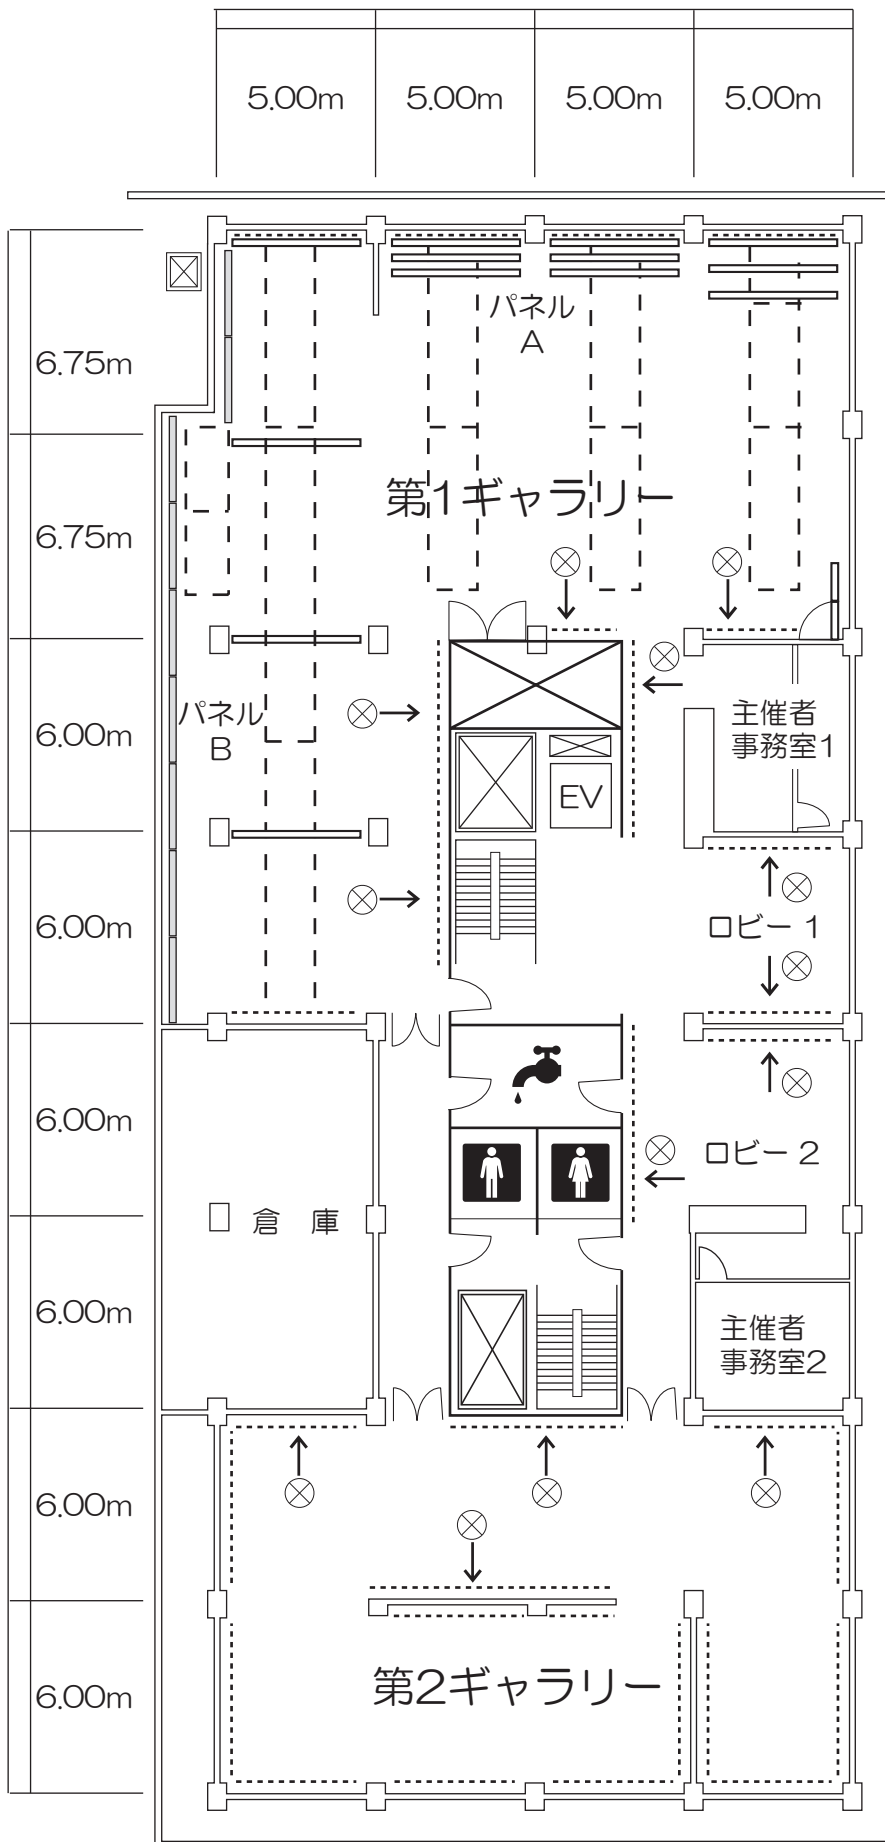 5.00m 5.00m 5.00m 5.00m
6.75m
パネル
A
第1ギャラリー
6.75m
パネル
B
6.00m
主催者
事務室1
EV
6.00m
ロビー 1
6.00m
ロビー 2
倉 庫
6.00m
主催者
事務室2
6.00m
第2ギャラリー
6.00m